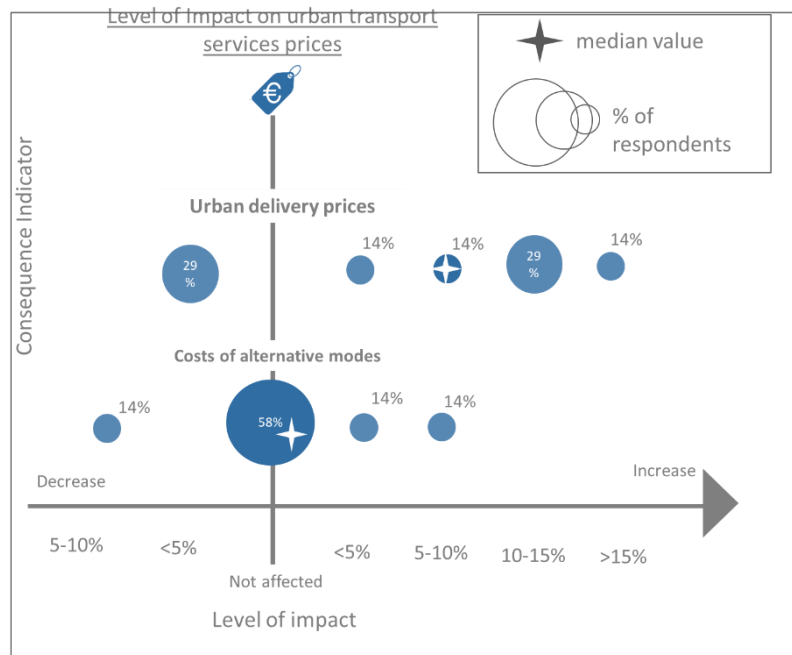 Level of Impact on urban transport
services prices
median value
% of
respondents
€
Consequence Indicator
Urban delivery prices
29
%
14%
14%
29
%
14%
Costs of alternative modes
14%
58%
14%
14%
Decrease
Increase
5-10%
<5%
<5%
5-10%
10-15%
>15%
Not affected
Level of impact